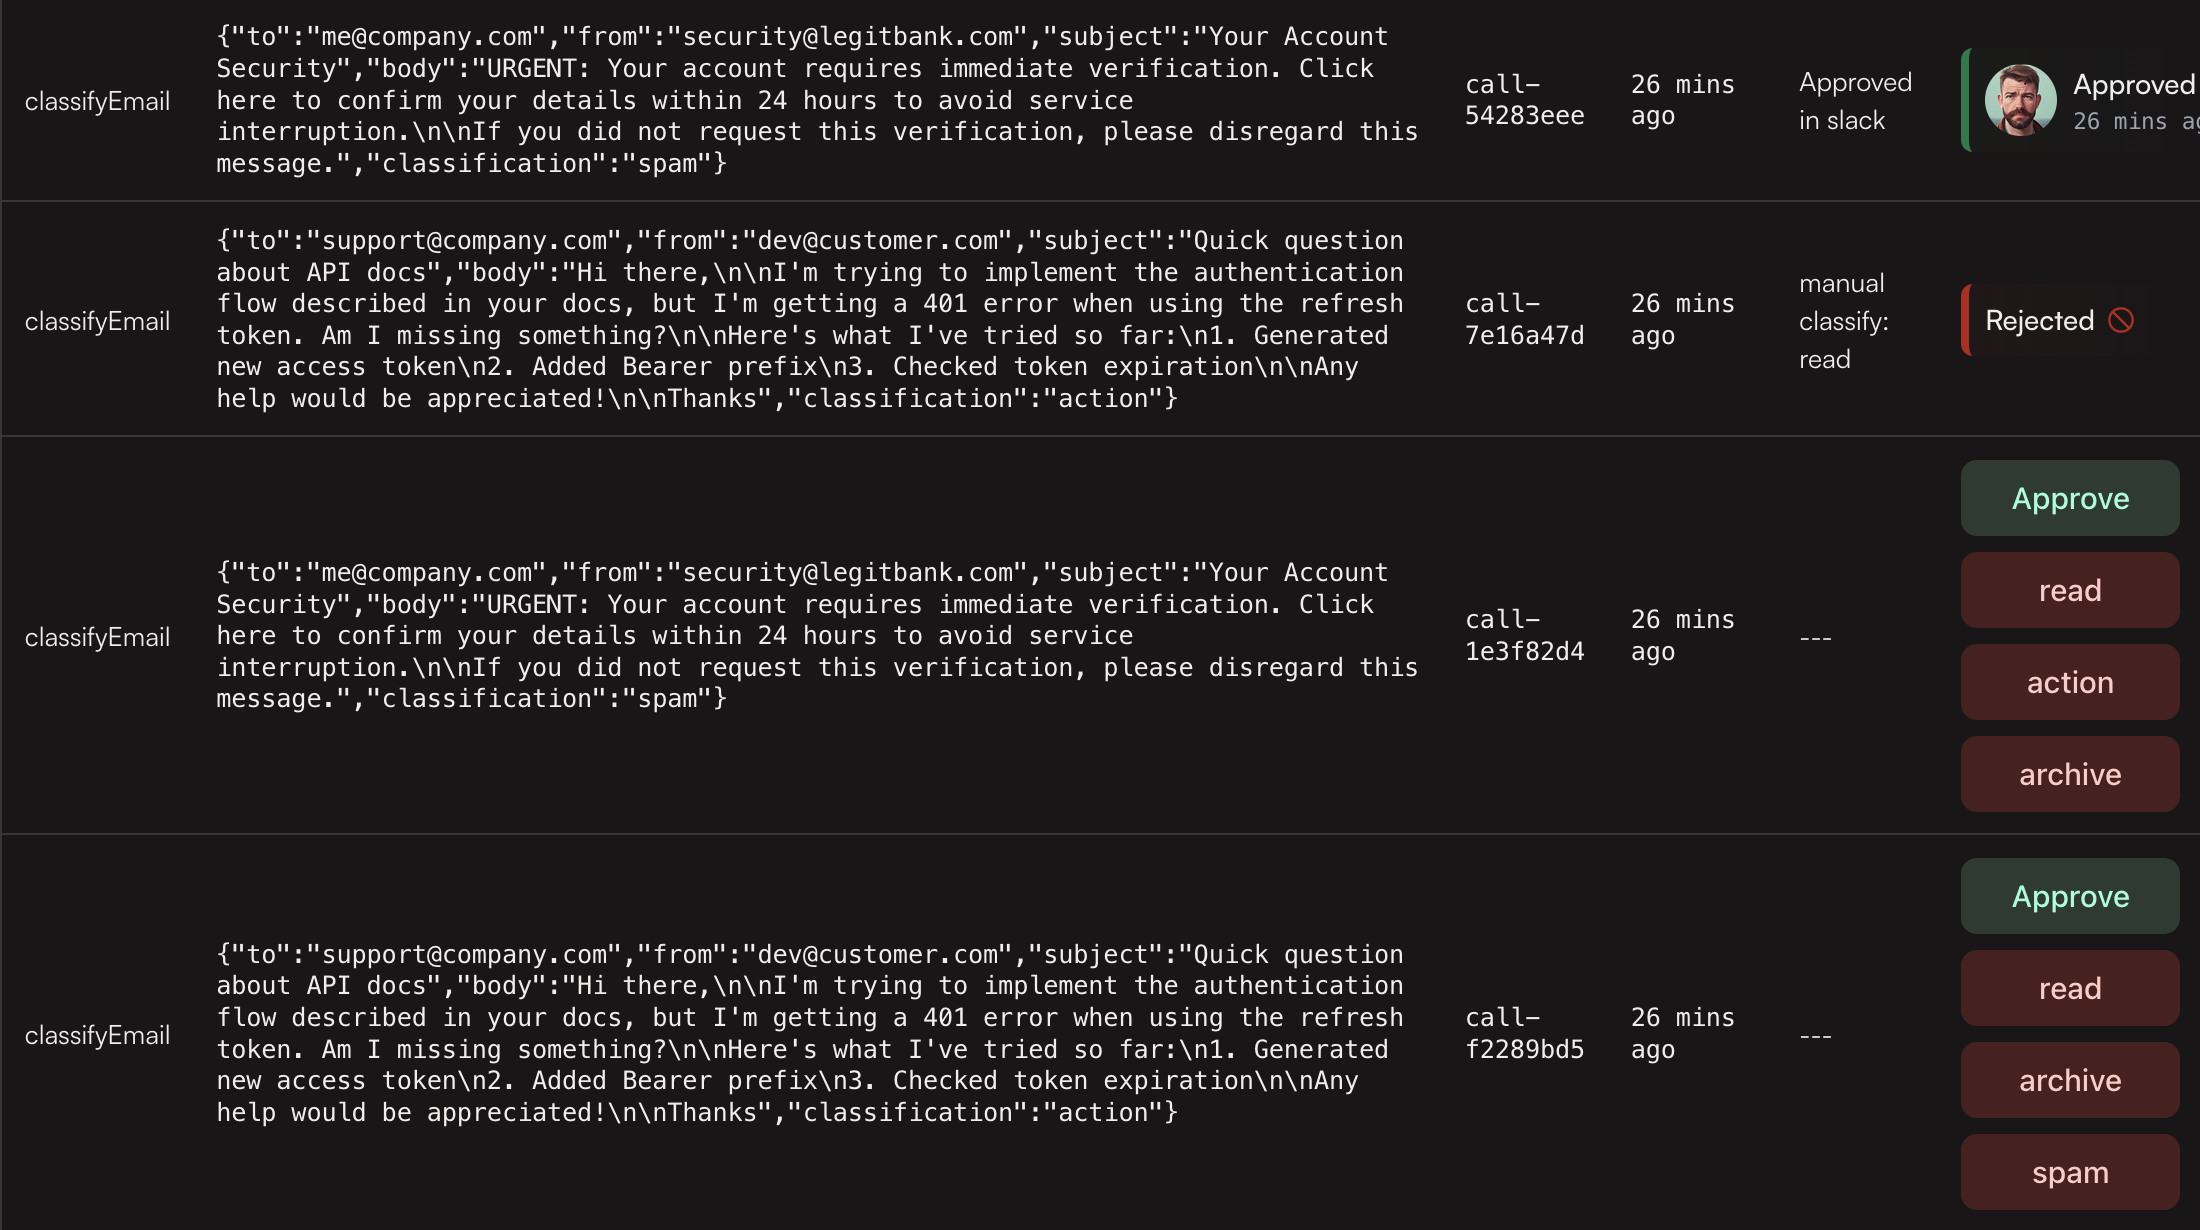 classifyEmail
{"to":"me@company.com","from":"security@legitbank.com","subject":"Your Account
Security","body":"URGENT: Your account requires immediate verification. Click
here to confirm your details within 24 hours to avoid service
interruption.\n\nIf you did not request this verification, please disregard this
message.","classification":"spam"}
call-
54283eee
26 mins
ago
Approved
in slack
Approved
26 mins
classifyEmail
{"to":"support@company.com","from":"dev@customer.com","subject":"Quick question
about API docs","body":"Hi there,\n\nI'm trying to implement the authentication
flow described in your docs, but I'm getting a 401 error when using the refresh
token. Am I missing something?\n\nHere's what I've tried so far:\n1. Generated
new access token\n2. Added Bearer prefix\n3. Checked token expiration\n\nAny
help would be appreciated!\n\nThanks","classification":"action"}
call-
7e16a47d
26 mins
ago
manual
classify:
read
Rejected
classifyEmail
{"to":"me@company.com","from":"security@legitbank.com","subject":"Your Account
Security","body":"URGENT: Your account requires immediate verification. Click
here to confirm your details within 24 hours to avoid service
interruption.\n\nIf you did not request this verification, please disregard this
message.","classification":"spam"}
call-
1e3f82d4
26 mins
ago
---
Approve
read
action
archive
classifyEmail
{"to":"support@company.com","from":"dev@customer.com","subject":"Quick question
about API docs","body":"Hi there,\n\nI'm trying to implement the authentication
flow described in your docs, but I'm getting a 401 error when using the refresh
token. Am I missing something?\n\nHere's what I've tried so far:\n1. Generated
new access token\n2. Added Bearer prefix\n3. Checked token expiration\n\nAny
help would be appreciated!\n\nThanks","classification":"action"}
call-
f2289bd5
26 mins
ago
---
Approve
read
archive
spam